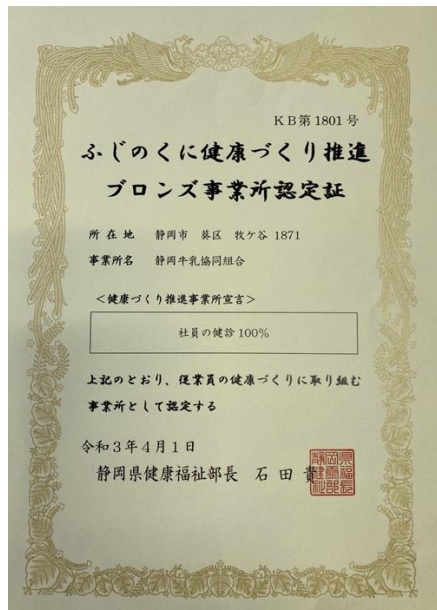 KB第1801号
ふじのくに健康づくり推進
ブロンズ事業所認定証
所在地 静岡市 葵区 牧ケ谷 1871
事業所名 静岡牛乳協同組合
＜健康づくり推進事業所宣言＞
社員の健診100%
上記のとおり、従業員の健康づくりに取り組む
事業所として認定する
令和3年4月1日
静岡県健康福祉部長 石田貴